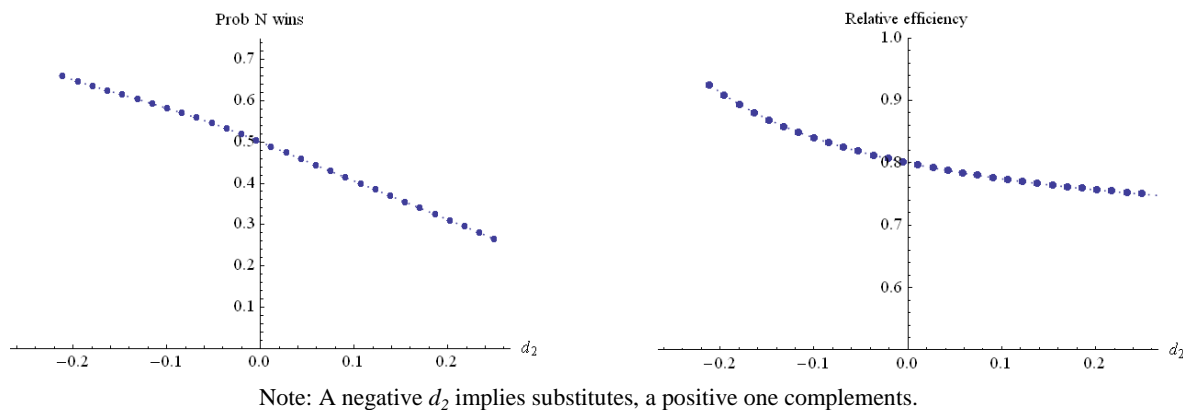 Prob N wins
0.7
0.6
0.5
0.4
0.3
0.2
0.1
−0.2 −0.1 0.0 0.1 0.2 d2
Relative efficiency
1.0
0.9
0.8
0.7
0.6
−0.2 −0.1 0.0 0.1 0.2 d2
Note: A negative d2 implies substitutes, a positive one complements.